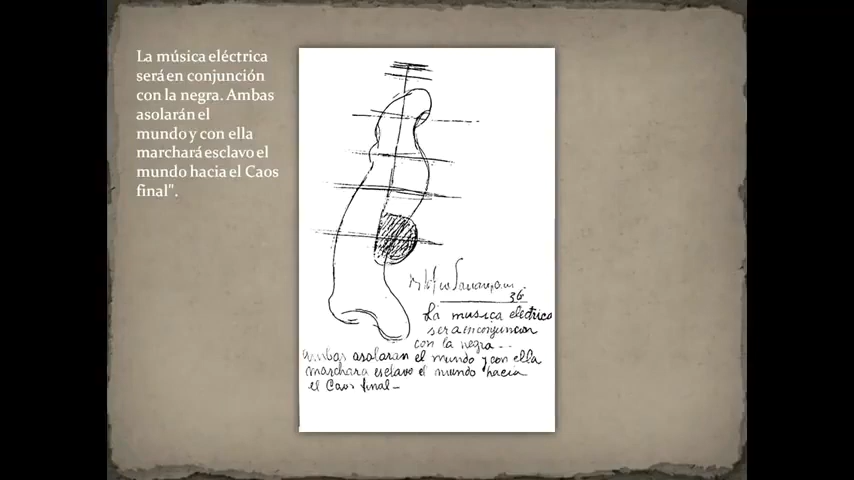 La música eléctrica
será en conjunción
con la negra. Ambas
asolarán el
mundo y con ella
marchará esclavo el
mundo hacia el Caos
final".
36
La musica eléctrica
sera en conjuncion
con la negra --
ambas asolaran el mundo y con ella
marchara esclavo el mundo hacia
el Caos final -